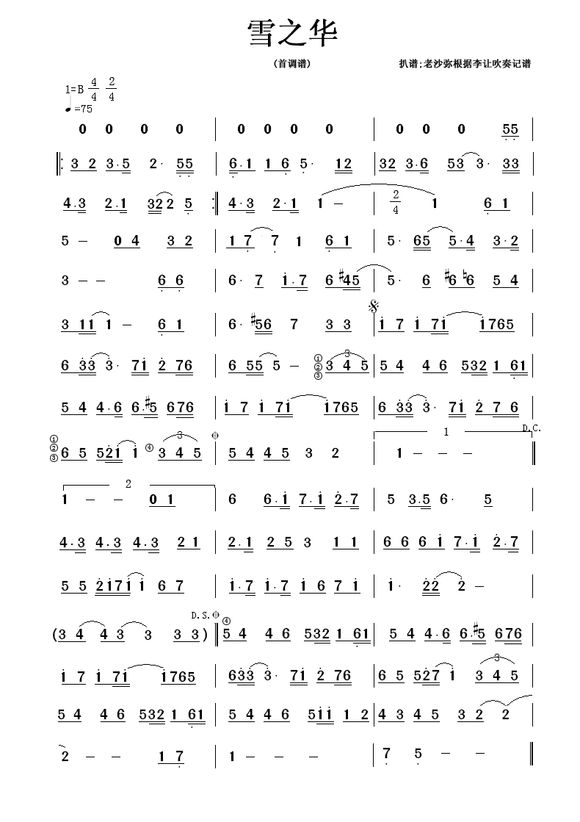 雪之华
(首调谱)
扒谱;老沙弥根据李让吹奏记谱
1=B 4/4 2/4
♩=75
0 0 0 0 | 0 0 0 0 | 0 0 0 55 |
‖: 3 2 3·5 2· 55 | 6.1 1 6 5· 12 | 32 3·6 53 3· 33 |
4.3 2.1 322 5 :‖ 4·3 2·1 1 — | 2/4 1 6 1 |
5 — 0 4 3 2 | 1 7 7 1 6 1 | 5· 65 5·4 3·2 |
3 — — 6 6 | 6· 7 1.7 6 #45 | 5· 6 #6 6 5 4 |
3 11 1 — 6 1 | 6· #56 7 3 3 | 1 7 1 71 1765 |
6 33 3· 71 2 76 | 6 55 5 — ①②③ 3 4 5 | 5 4 4 6 532 1 61 |
5 4 4·6 6·#5 676 | 1 7 1 71 1765 | 6 33 3· 71 2 7 6 |
D.C.
①②③ 6 5 521 1 ④ 3 4 5 | 5 4 4 5 3 2 | 1 1 — — — ‖
2
1 — — 0 1 | 6 6·1 7·1 2·7 | 5 3.5 6· 5 |
4·3 4·3 4·3 2 1 | 2.1 2 5 3 1 1 | 6 6 6 1 7·1 2·7 |
5 5 21711 6 7 | 1·7 1·7 1 6 7 1 | 1· 22 2 — |
D.S.
(3 4 4 3 3 3 3) ‖ ④ 5 4 4 6 532 1 61 | 5 4 4·6 6·#5 676 |
1 7 1 71 1765 | 633 3· 71 2 76 | 6 5 527 1 3 4 5 |
5 4 4 6 532 1 61 | 5 4 4 6 511 1 2 | 4 3 4 5 3 2 2 |
2 — — 1 7 | 1 — — — | 7 5 — — ‖